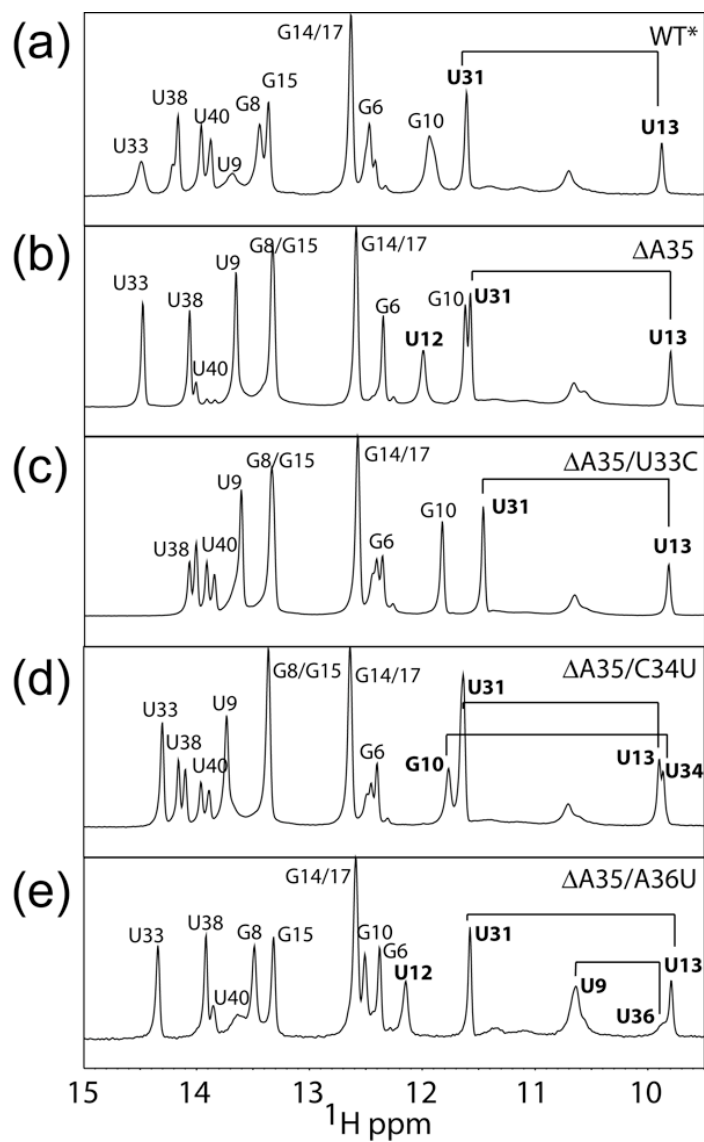 (a)
WT*
G14/17
G15
U38
U40
G8
U33
U9
G6
G10
U31
U13
(b)
ΔA35
G8/G15
G14/17
U9
U33
U38
U40
G6
U12
G10
U31
U13
(c)
ΔA35/U33C
G14/17
G8/G15
U9
U38
U40
G6
G10
U31
U13
(d)
ΔA35/C34U
G8/G15
G14/17
U31
U9
U33
U38
U40
G6
G10
U13
U34
(e)
ΔA35/A36U
G14/17
U33
U38
G8
G15
U40
G10
G6
U12
U31
U9
U36
U13
15 14 13 12 11 10
¹H ppm